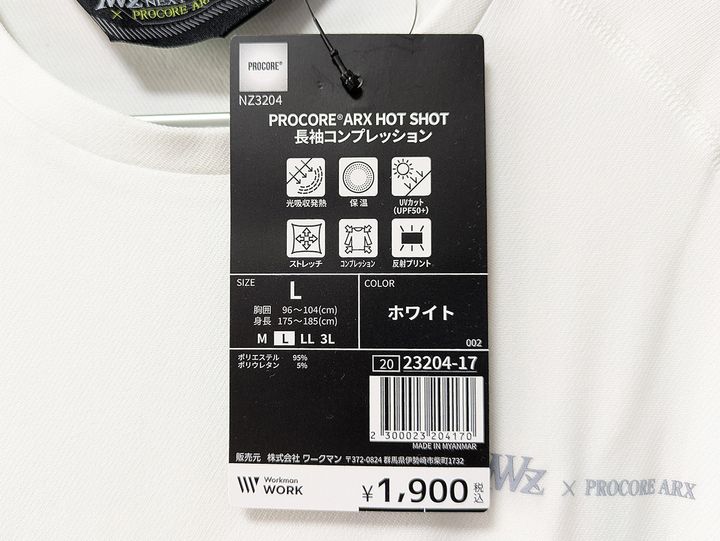 × PROCORE ARX
PROCORE®
NZ3204
PROCORE®ARX HOT SHOT
長袖コンプレッション
光吸収発熱
保温
UVカット
(UPF50+)
ストレッチ
コンプレッション
反射プリント
SIZE
L
胸囲 96～104(cm)
身長 175～185(cm)
M L LL 3L
COLOR
ホワイト
002
ポリエステル 95%
ポリウレタン 5%
20 23204-17
2 300023 204170
MADE IN MYANMAR
販売元 株式会社 ワークマン 〒372-0824 群馬県伊勢崎市柴町1732
Workman
WORK
¥1,900 税込
Wz × PROCORE ARX